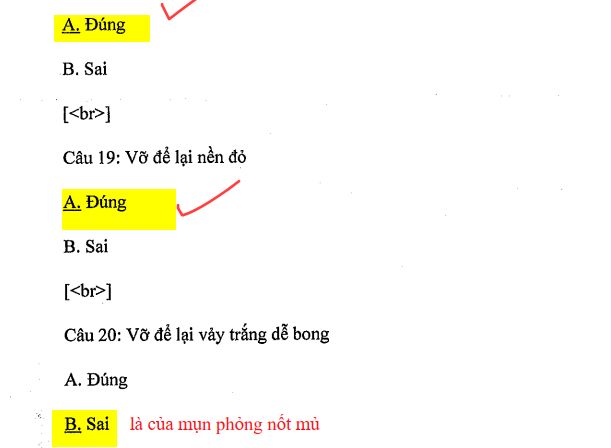 A. Đúng
B. Sai
[<br>]
Câu 19: Vỡ để lại nền đỏ
A. Đúng
B. Sai
[<br>]
Câu 20: Vỡ để lại vảy trắng dễ bong
A. Đúng
B. Sai là của mụn phỏng nốt mủ